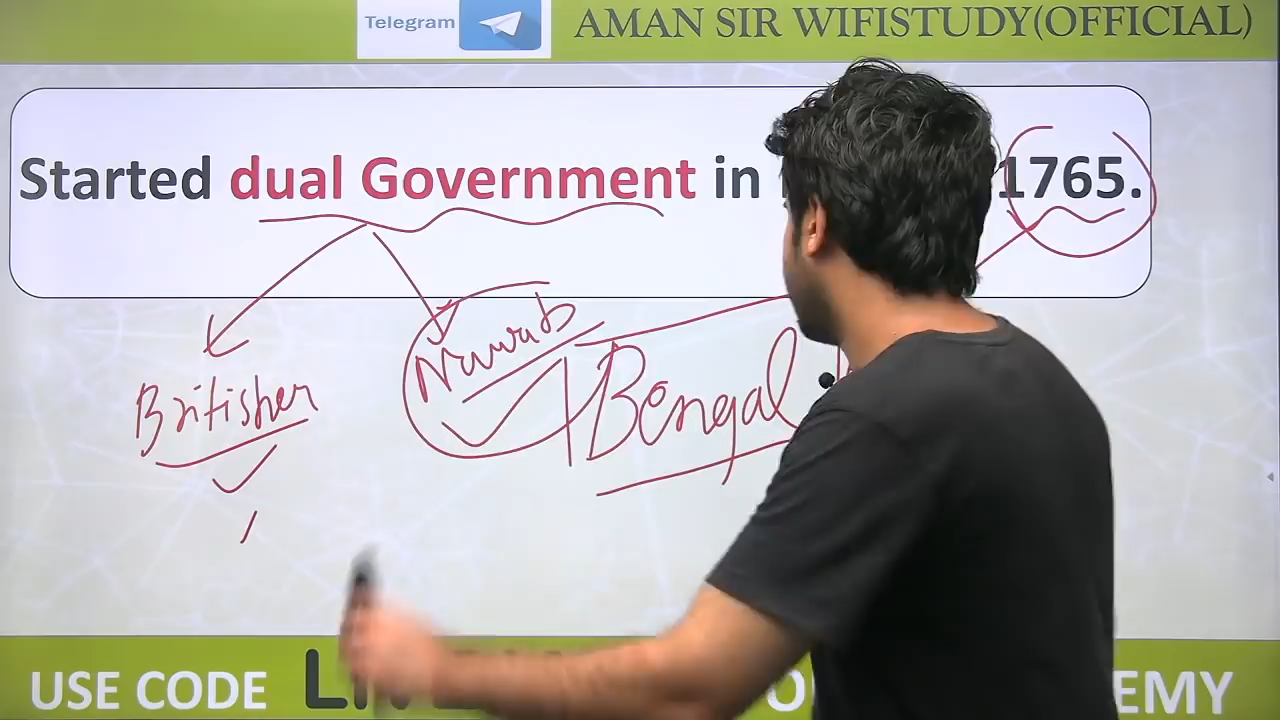 Telegram
AMAN SIR WIFISTUDY(OFFICIAL)
Started dual Government in 1765.
Nawab
Britisher
Bengal
USE CODE
EMY